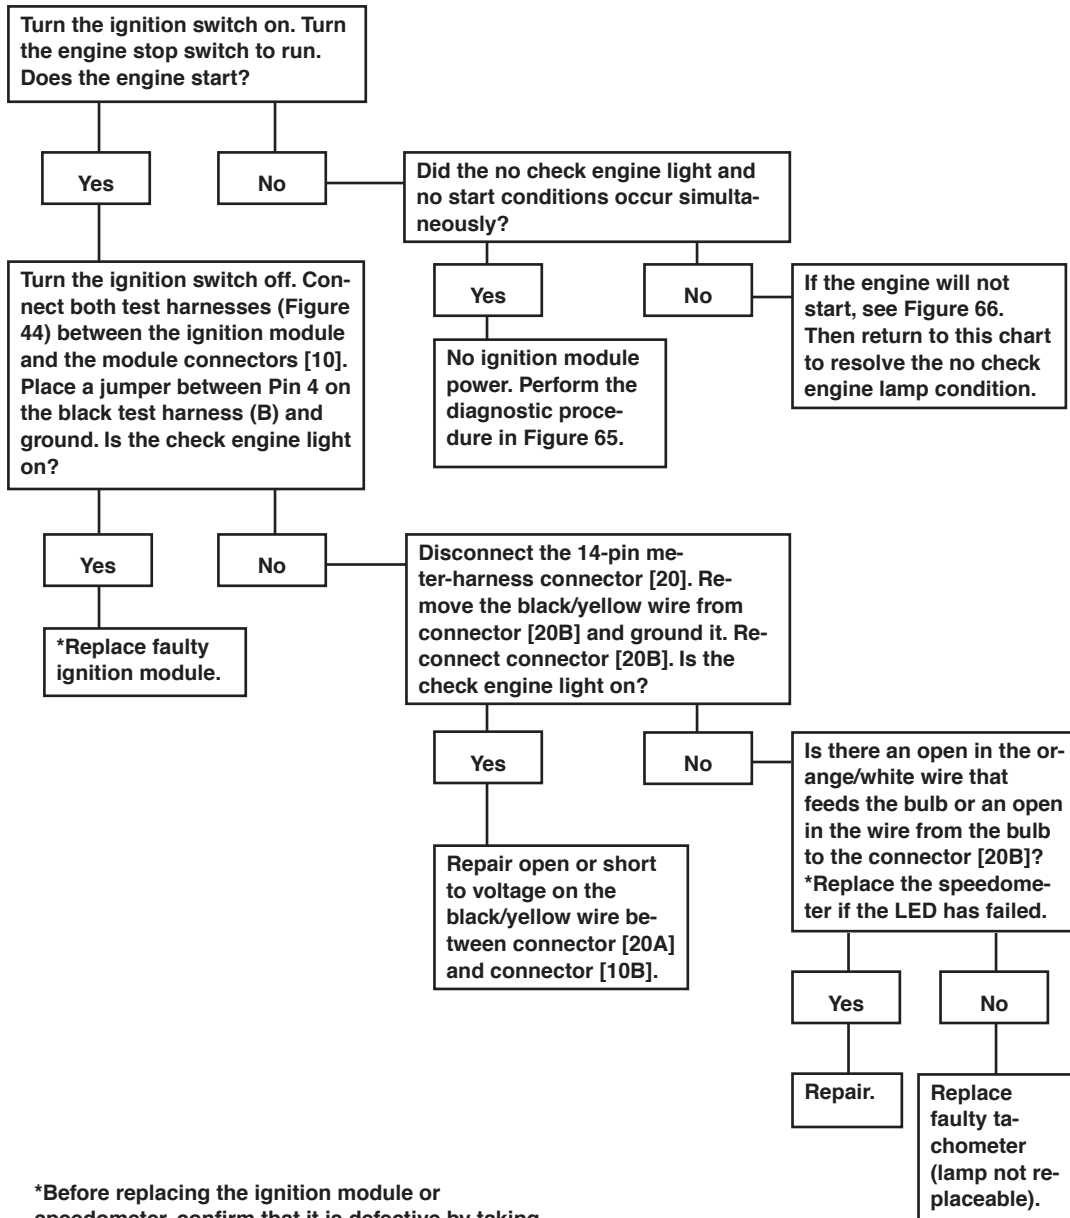 Turn the ignition switch on. Turn
the engine stop switch to run.
Does the engine start?
Yes
No
Did the no check engine light and
no start conditions occur simulta-
neously?
Turn the ignition switch off. Con-
nect both test harnesses (Figure
44) between the ignition module
and the module connectors [10].
Place a jumper between Pin 4 on
the black test harness (B) and
ground. Is the check engine light
on?
Yes
No
If the engine will not
start, see Figure 66.
Then return to this chart
to resolve the no check
engine lamp condition.
No ignition module
power. Perform the
diagnostic proce-
dure in Figure 65.
Yes
No
Disconnect the 14-pin me-
ter-harness connector [20]. Re-
move the black/yellow wire from
connector [20B] and ground it. Re-
connect connector [20B]. Is the
check engine light on?
*Replace faulty
ignition module.
Yes
No
Is there an open in the or-
ange/white wire that
feeds the bulb or an open
in the wire from the bulb
to the connector [20B]?
*Replace the speedome-
ter if the LED has failed.
Repair open or short
to voltage on the
black/yellow wire be-
tween connector [20A]
and connector [10B].
Yes
No
Repair.
Replace
faulty ta-
chometer
(lamp not re-
placeable).
*Before replacing the ignition module or
speedometer, confirm that it is defective by taking